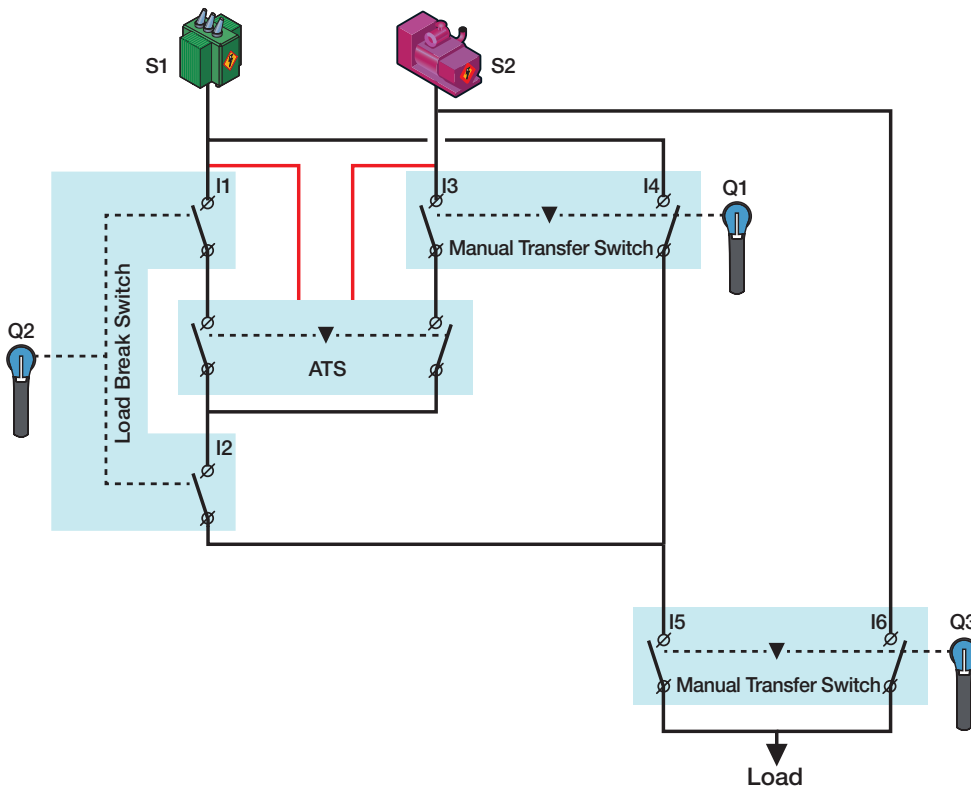 S1
S2
I1
I3
I4
Q1
Manual Transfer Switch
Load Break Switch
Q2
ATS
I2
I5
I6
Q3
Manual Transfer Switch
Load